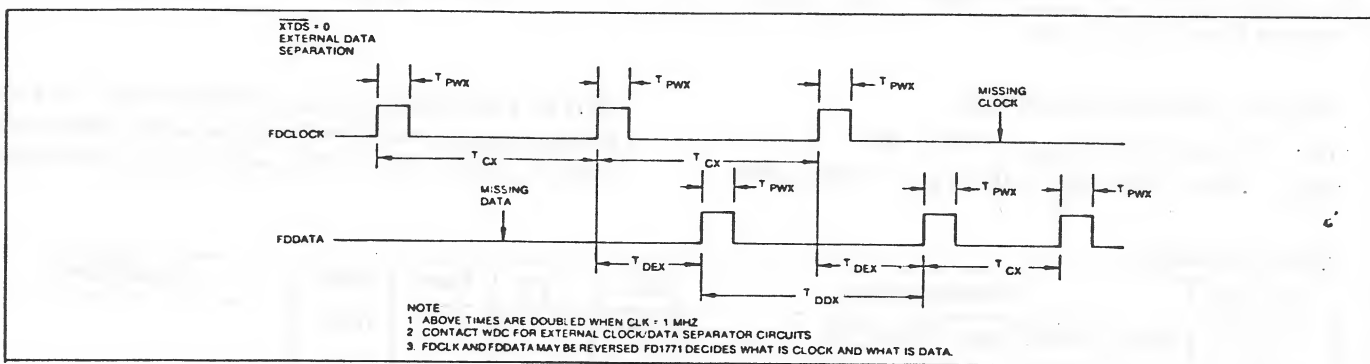 XTDS = 0
EXTERNAL DATA
SEPARATION
T PWX
T PWX
T PWX
MISSING
CLOCK
FDCLOCK
T CX
T CX
MISSING
DATA
T PWX
T PWX
T PWX
FDDATA
T DEX
T DEX
T CX
T DDX
NOTE
1 ABOVE TIMES ARE DOUBLED WHEN CLK = 1 MHZ
2 CONTACT WDC FOR EXTERNAL CLOCK/DATA SEPARATOR CIRCUITS
3. FDCLK AND FDDATA MAY BE REVERSED FD1771 DECIDES WHAT IS CLOCK AND WHAT IS DATA.